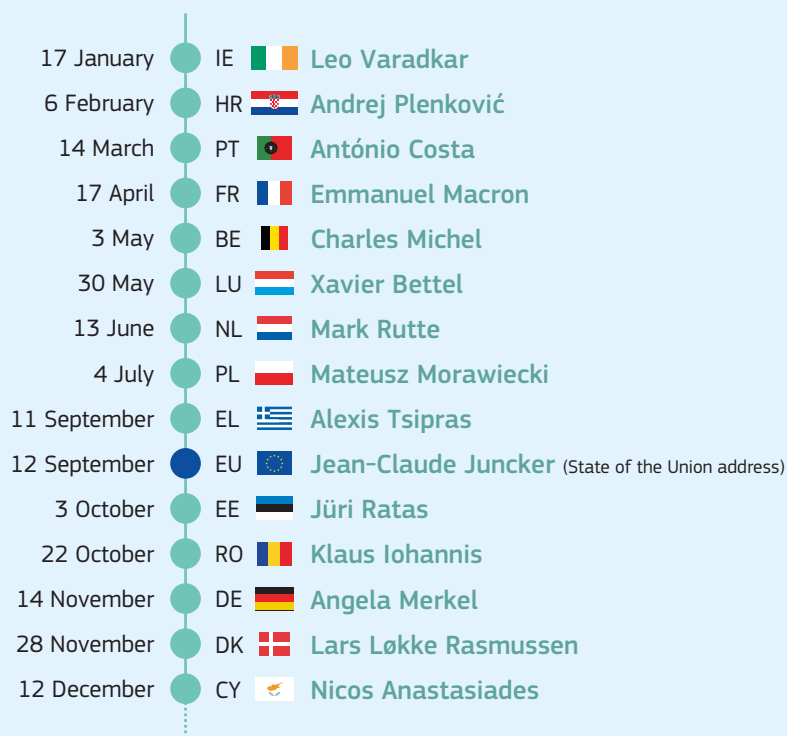 17 January IE Leo Varadkar
6 February HR Andrej Plenković
14 March PT António Costa
17 April FR Emmanuel Macron
3 May BE Charles Michel
30 May LU Xavier Bettel
13 June NL Mark Rutte
4 July PL Mateusz Morawiecki
11 September EL Alexis Tsipras
12 September EU Jean-Claude Juncker (State of the Union address)
3 October EE Jüri Ratas
22 October RO Klaus Iohannis
14 November DE Angela Merkel
28 November DK Lars Løkke Rasmussen
12 December CY Nicos Anastasiades